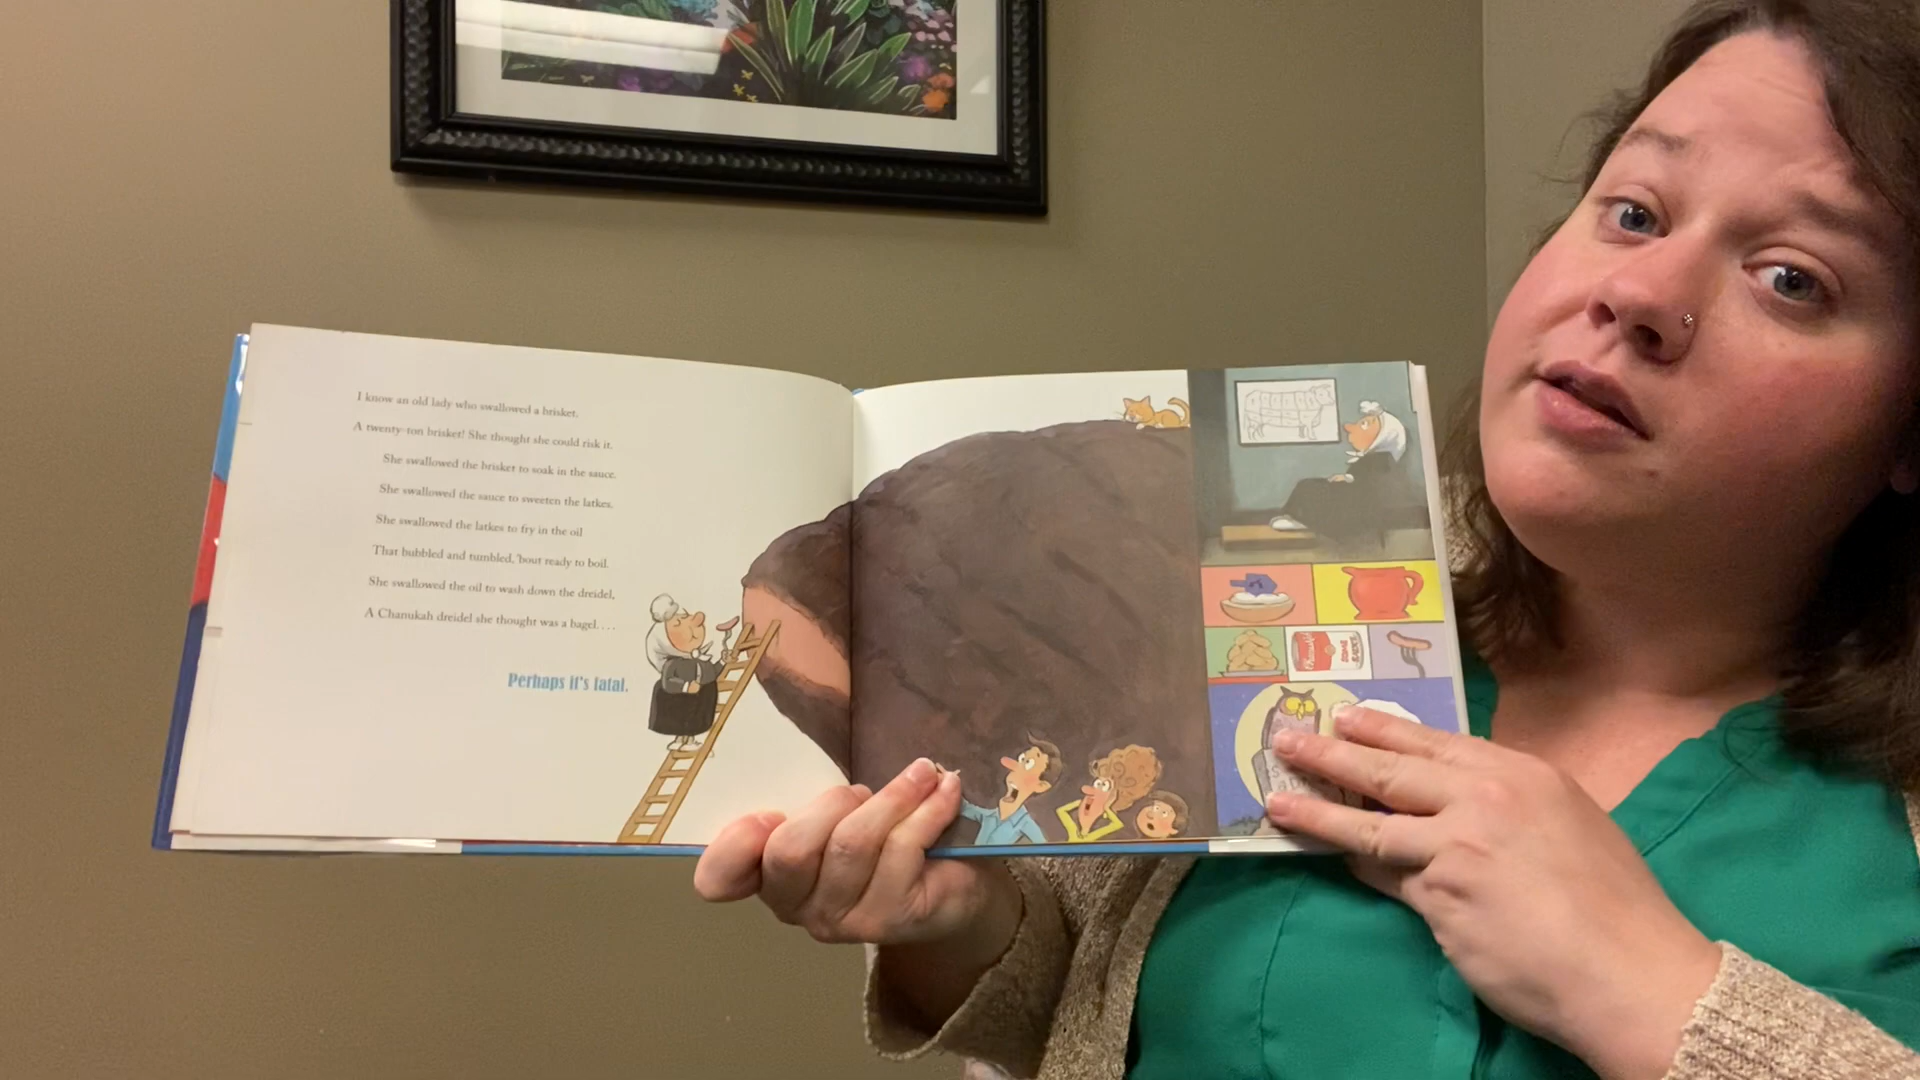 I know an old lady who swallowed a brisket.
A twenty-ton brisket! She thought she could risk it.
She swallowed the brisket to soak in the sauce.
She swallowed the sauce to sweeten the latkes.
She swallowed the latkes to fry in the oil
That bubbled and tumbled, 'bout ready to boil.
She swallowed the oil to wash down the dreidel,
A Chanukah dreidel she thought was a bagel. . . .
Perhaps it's fatal.